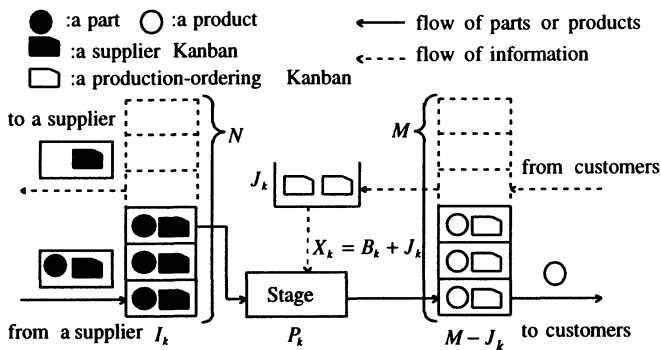 :a part :a product
:a supplier Kanban
:a production-ordering Kanban
flow of parts or products
flow of information
to a supplier
N
M
from customers
J_k
X_k = B_k + J_k
Stage
from a supplier I_k
P_k
M − J_k
to customers